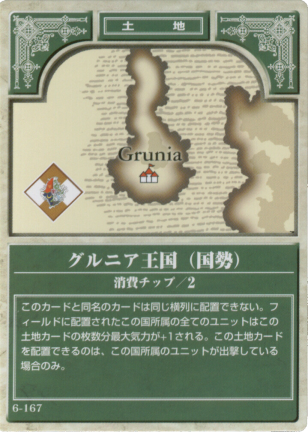 土地
Grunia
グルニア王国（国勢）
消費チップ／2
このカードと同名のカードは同じ横列に配置できない。フ
ィールドに配置されたこの国所属の全てのユニットはこの
土地カードの枚数分最大気力が+1される。この土地カード
を配置できるのは、この国所属のユニットが出撃している
場合のみ。
6-167